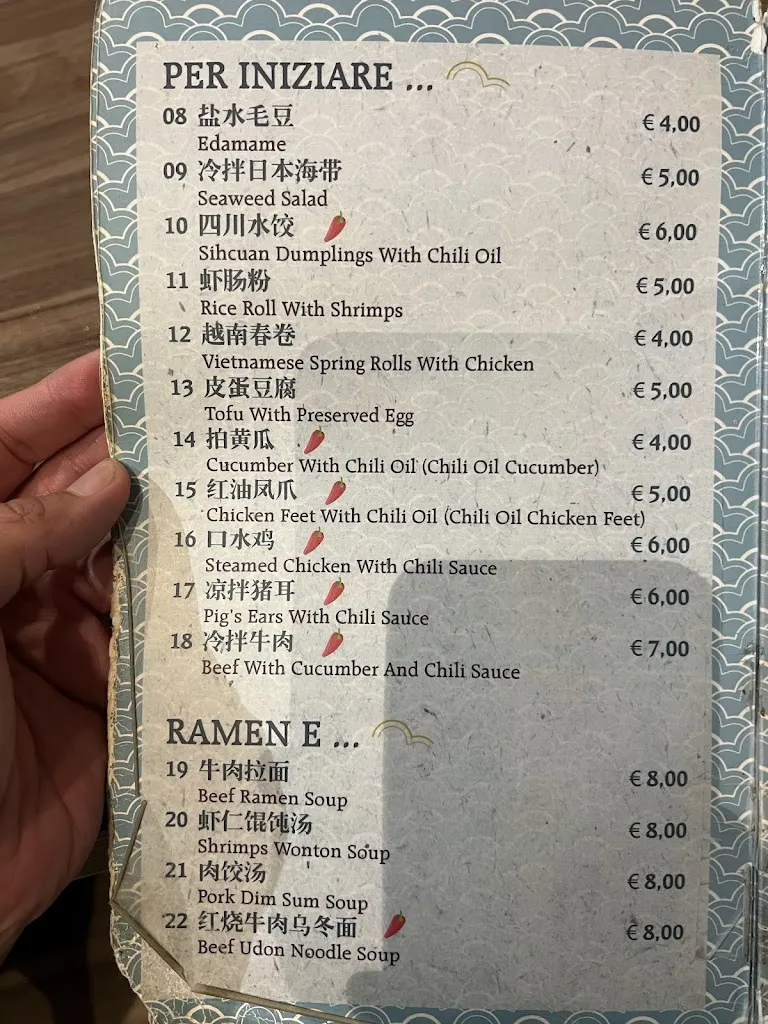 PER INIZIARE ...
08 盐水毛豆 € 4,00
Edamame
09 冷拌日本海带 € 5,00
Seaweed Salad
10 四川水饺 € 6,00
Sihcuan Dumplings With Chili Oil
11 虾肠粉 € 5,00
Rice Roll With Shrimps
12 越南春卷 € 4,00
Vietnamese Spring Rolls With Chicken
13 皮蛋豆腐 € 5,00
Tofu With Preserved Egg
14 拍黄瓜 € 4,00
Cucumber With Chili Oil (Chili Oil Cucumber)
15 红油凤爪 € 5,00
Chicken Feet With Chili Oil (Chili Oil Chicken Feet)
16 口水鸡 € 6,00
Steamed Chicken With Chili Sauce
17 凉拌猪耳 € 6,00
Pig's Ears With Chili Sauce
18 冷拌牛肉 € 7,00
Beef With Cucumber And Chili Sauce
RAMEN E ...
19 牛肉拉面 € 8,00
Beef Ramen Soup
20 虾仁馄饨汤 € 8,00
Shrimps Wonton Soup
21 肉饺汤 € 8,00
Pork Dim Sum Soup
22 红烧牛肉乌冬面 € 8,00
Beef Udon Noodle Soup